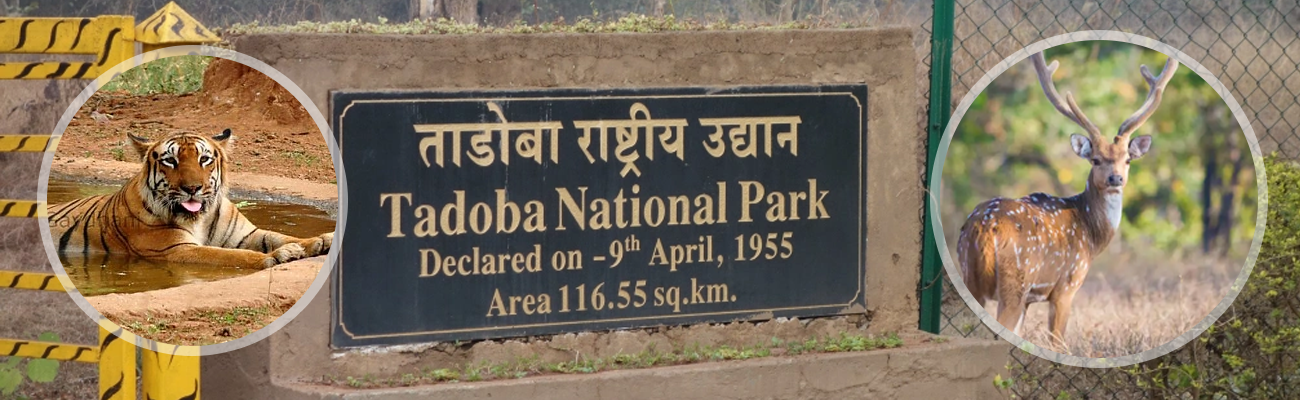 ताडोबा राष्ट्रीय उद्यान
Tadoba National Park
Declared on -9th April, 1955
Area 116.55 sq.km.